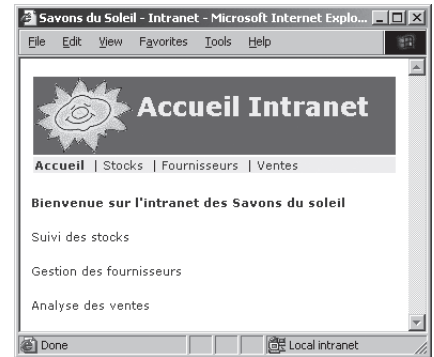 Savons du Soleil - Intranet - Microsoft Internet Explo...
File Edit View Favorites Tools Help
Accueil Intranet
Accueil | Stocks | Fournisseurs | Ventes
Bienvenue sur l'intranet des Savons du soleil
Suivi des stocks
Gestion des fournisseurs
Analyse des ventes
Done Local intranet